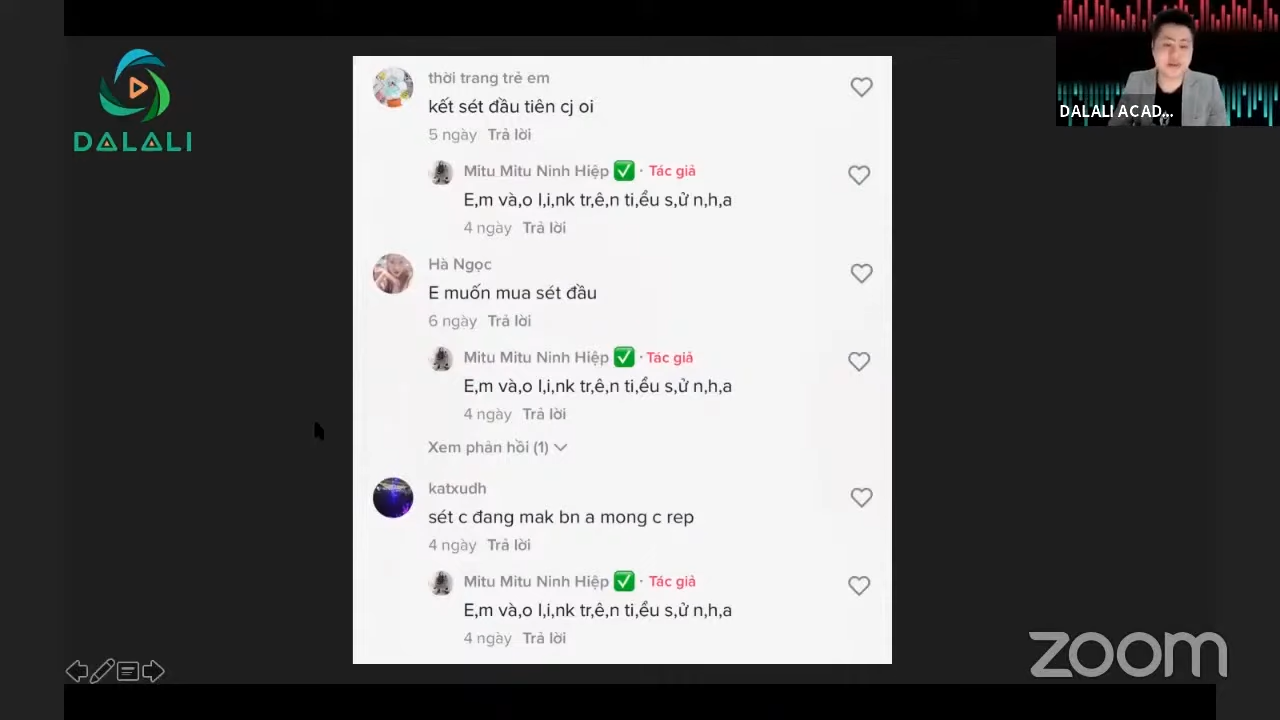 DALALI
DALALI ACAD...
thời trang trẻ em
kết sét đầu tiên cj oi
5 ngày Trả lời
Mitu Mitu Ninh Hiệp ✅ · Tác giả
E,m và,o l,i,nk tr,ê,n ti,ểu s,ử n,h,a
4 ngày Trả lời
Hà Ngọc
E muốn mua sét đầu
6 ngày Trả lời
Mitu Mitu Ninh Hiệp ✅ · Tác giả
E,m và,o l,i,nk tr,ê,n ti,ểu s,ử n,h,a
4 ngày Trả lời
Xem phản hồi (1)
katxudh
sét c đang mak bn a mong c rep
4 ngày Trả lời
Mitu Mitu Ninh Hiệp ✅ · Tác giả
E,m và,o l,i,nk tr,ê,n ti,ểu s,ử n,h,a
4 ngày Trả lời
zoom